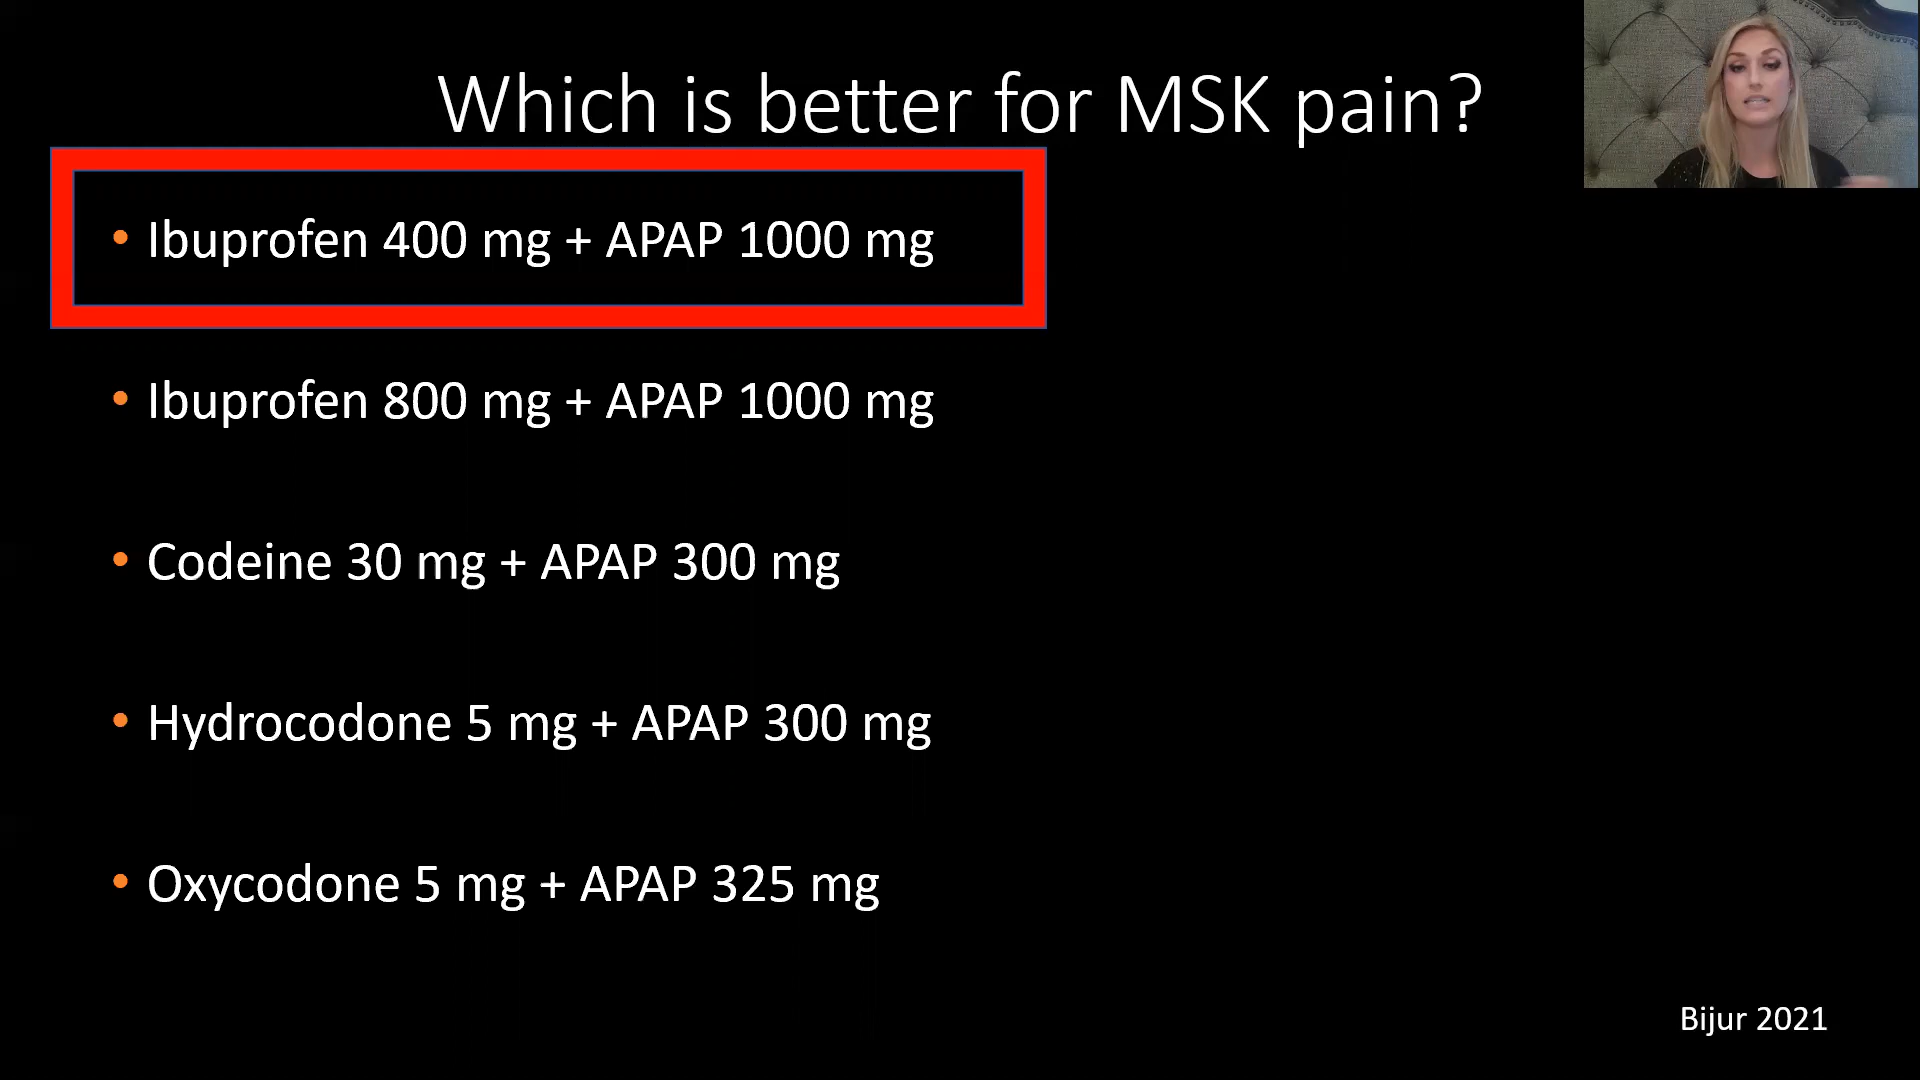 Which is better for MSK pain?
• Ibuprofen 400 mg + APAP 1000 mg
• Ibuprofen 800 mg + APAP 1000 mg
• Codeine 30 mg + APAP 300 mg
• Hydrocodone 5 mg + APAP 300 mg
• Oxycodone 5 mg + APAP 325 mg
Bijur 2021